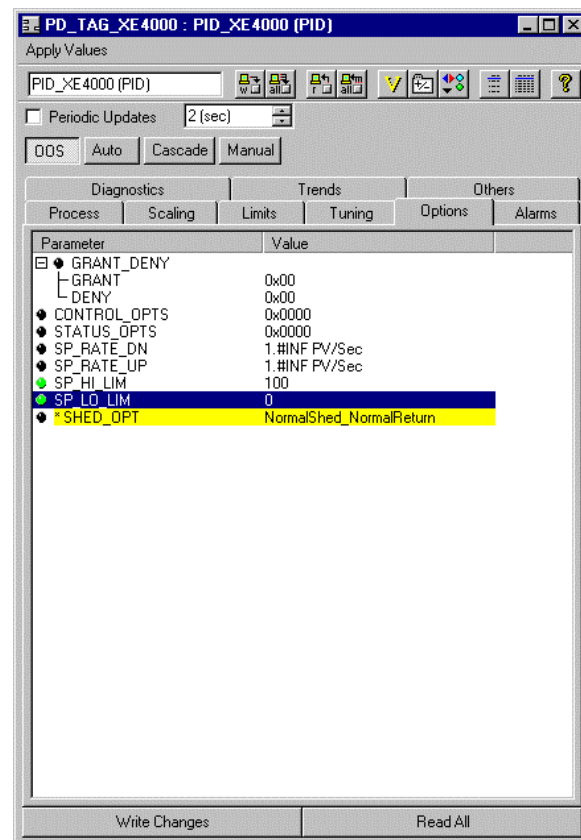 PD_TAG_XE4000 : PID_XE4000 (PID)
Apply Values
PID_XE4000 (PID)
w all r all ?
Periodic Updates 2 (sec)
OOS Auto Cascade Manual
Diagnostics Trends Others
Process Scaling Limits Tuning Options Alarms
Parameter Value
GRANT_DENY
GRANT 0x00
DENY 0x00
CONTROL_OPTS 0x0000
STATUS_OPTS 0x0000
SP_RATE_DN 1.#INF PV/Sec
SP_RATE_UP 1.#INF PV/Sec
SP_HI_LIM 100
SP_LO_LIM 0
* SHED_OPT NormalShed_NormalReturn
Write Changes Read All